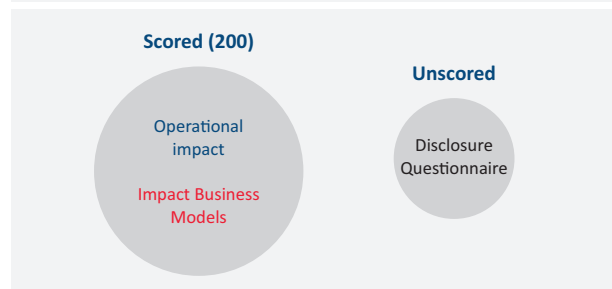 Scored (200)
Operational
impact
Impact Business
Models
Unscored
Disclosure
Questionnaire